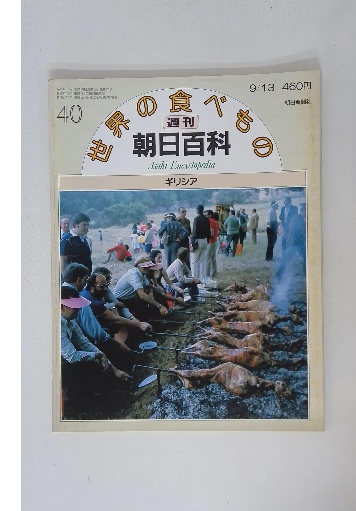 世界の食べもの
週刊
朝日百科
Asahi Encyclopedia
40
9/13 460円
朝日新聞社
ギリシア